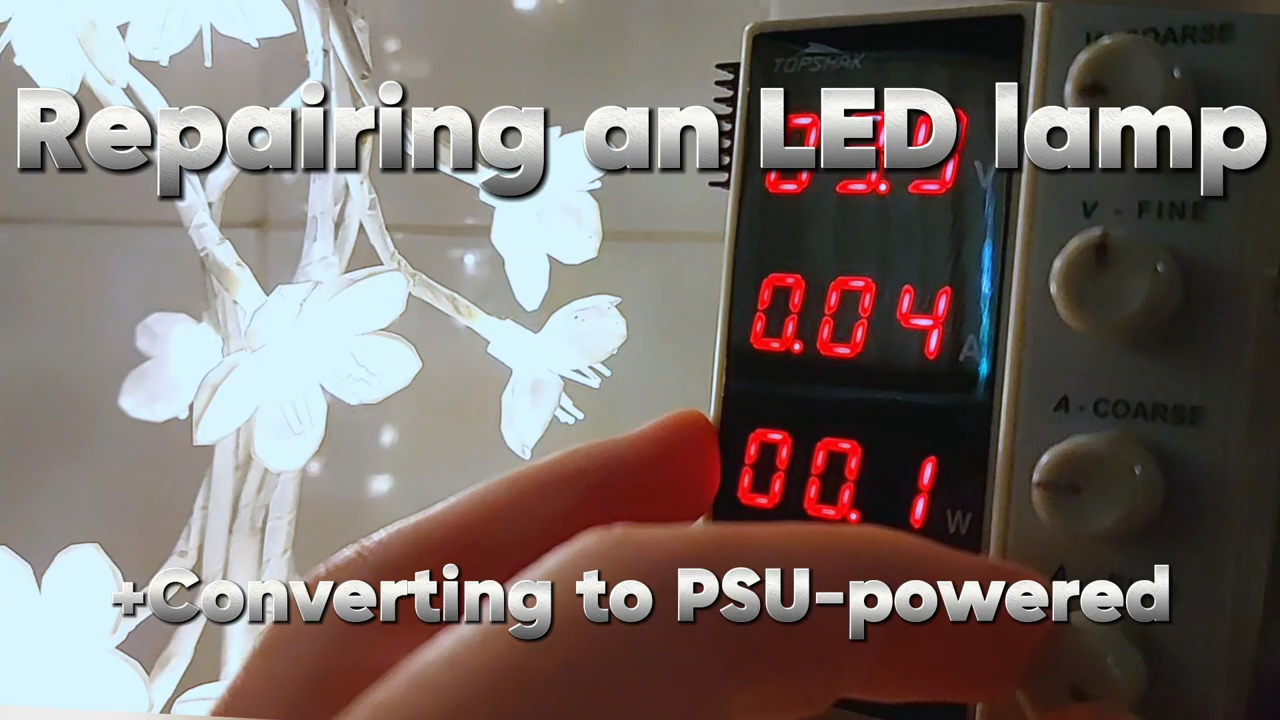 TOPSHAK
Repairing an LED lamp
V
V - FINE
0.04 A
A - COARSE
00.1 W
+Converting to PSU-powered